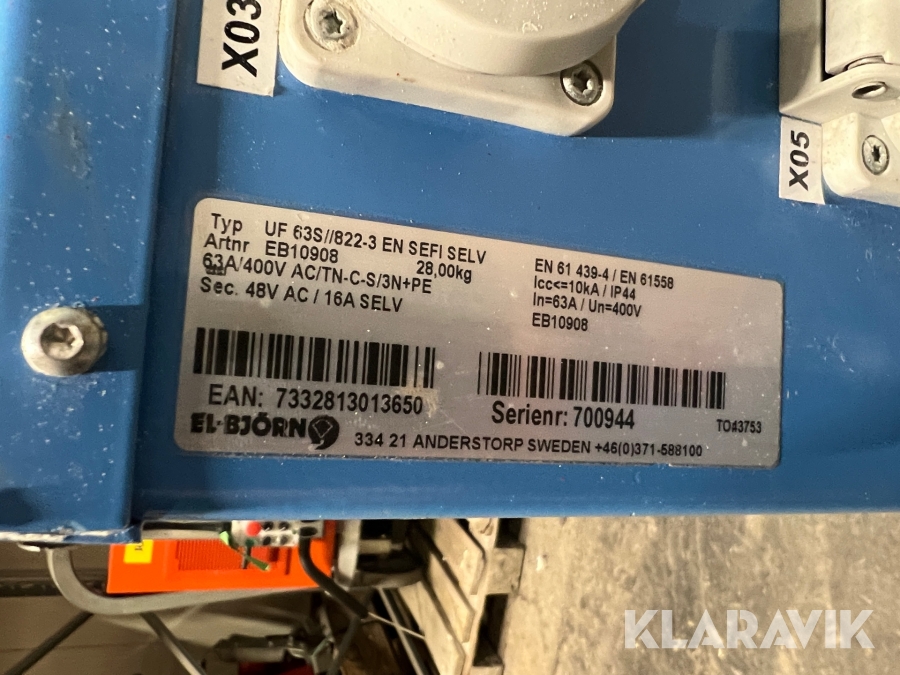 X03
X05
Typ UF 63S//822-3 EN SEFI SELV
Artnr EB10908 28,00kg
63A/400V AC/TN-C-S/3N+PE
Sec. 48V AC / 16A SELV
EN 61 439-4 / EN 61558
Icc<=10kA / IP44
In=63A / Un=400V
EB10908
EAN: 7332813013650
Serienr: 700944
TO43753
EL-BJÖRN
334 21 ANDERSTORP SWEDEN +46(0)371-588100
KLARAVIK